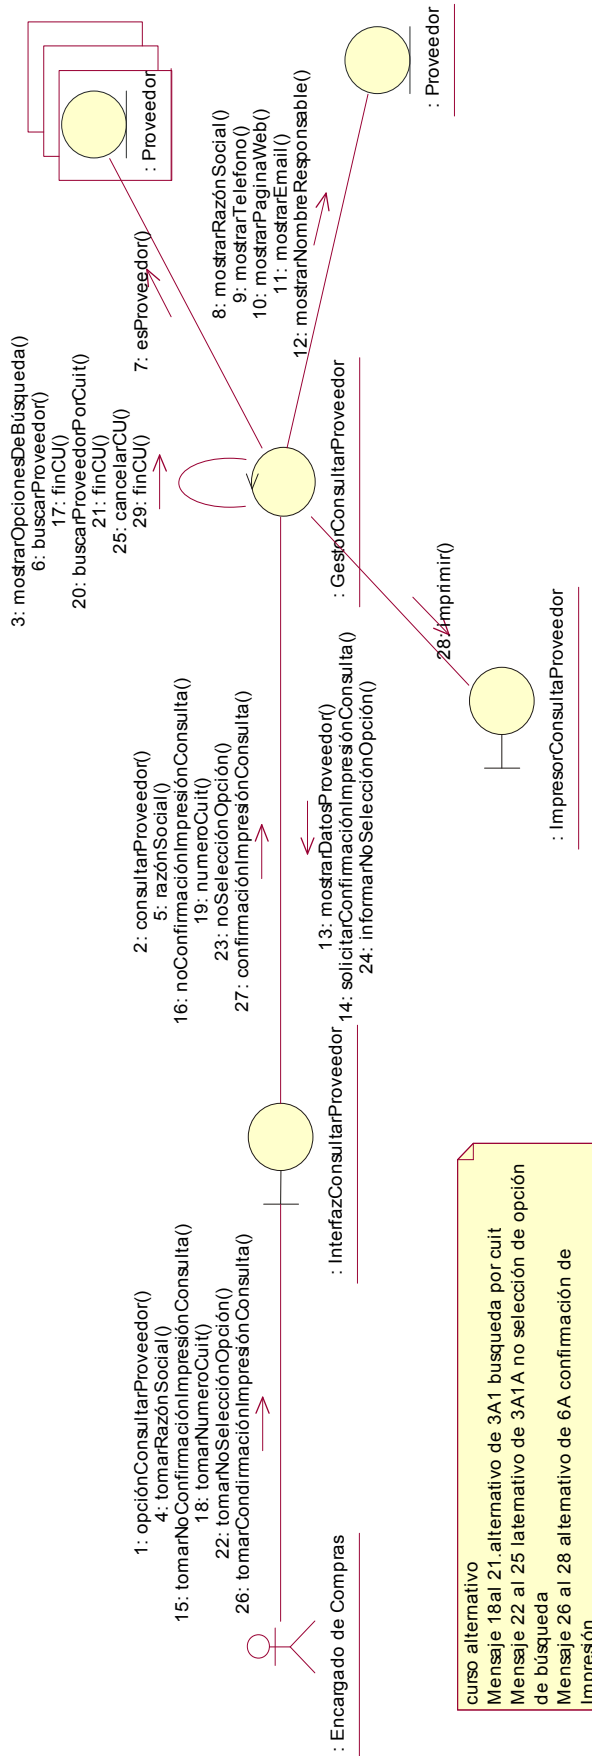 : Encargado de Compras
1: opciónConsultarProveedor()
4: tomarRazónSocial()
15: tomarNoConfirmaciónImpresiónConsulta()
18: tomarNumeroCuit()
22: tomarNoSelecciónOpción()
26: tomarCondirmaciónImpresiónConsulta()
: InterfazConsultarProveedor
2: consultarProveedor()
5: razónSocial()
16: noConfirmaciónImpresiónConsulta()
19: numeroCuit()
23: noSelecciónOpción()
27: confirmaciónImpresiónConsulta()
13: mostrarDatosProveedor()
14: solicitarConfirmaciónImpresiónConsulta()
24: informarNoSelecciónOpción()
3: mostrarOpcionesDeBúsqueda()
6: buscarProveedor()
17: finCU()
20: buscarProveedorPorCuit()
21: finCU()
25: cancelarCU()
29: finCU()
: GestorConsultarProveedor
7: esProveedor()
: Proveedor
8: mostrarRazónSocial()
9: mostrarTelefono()
10: mostrarPaginaWeb()
11: mostrarEmail()
12: mostrarNombreResponsable()
: Proveedor
28: imprimir()
: ImpresorConsultaProveedor
curso alternativo
Mensaje 18al 21.alternativo de 3A1 busqueda por cuit
Mensaje 22 al 25 laternativo de 3A1A no selección de opción
de búsqueda
Mensaje 26 al 28 alternativo de 6A confirmación de
Impresión